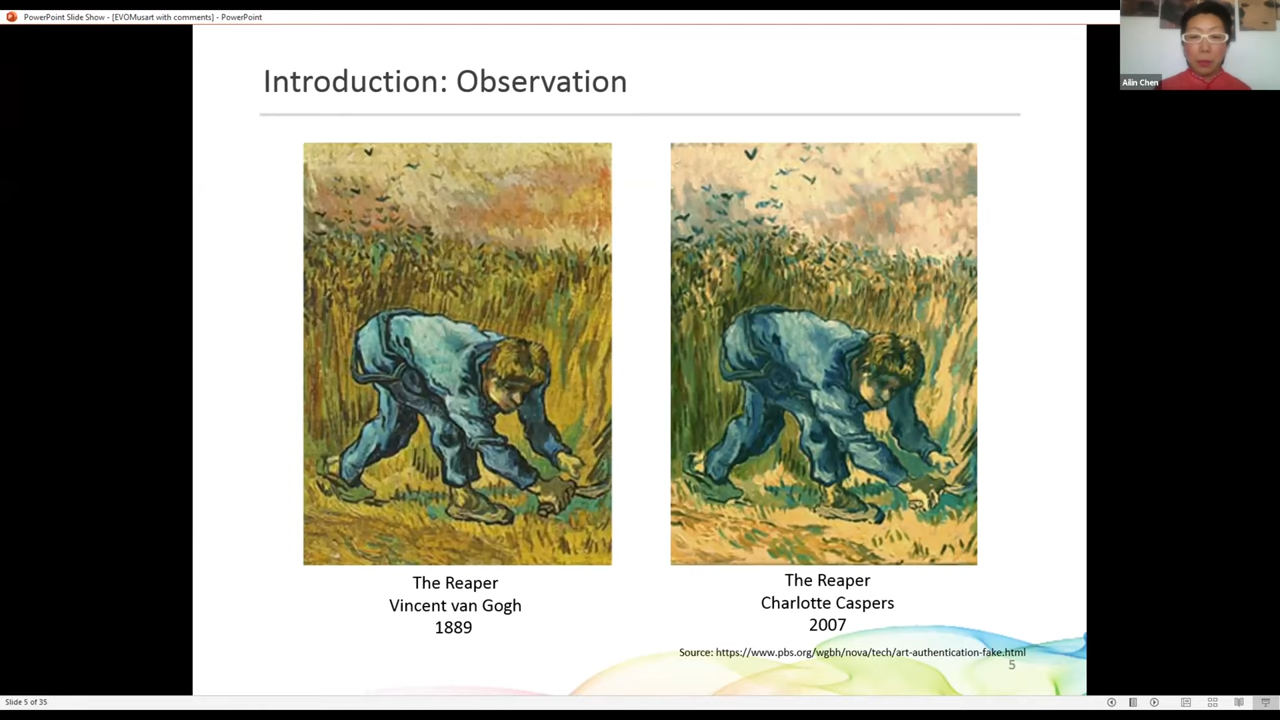 PowerPoint Slide Show - [EVOMusart with comments] - PowerPoint
Ailin Chen
Introduction: Observation
The Reaper
Vincent van Gogh
1889
The Reaper
Charlotte Caspers
2007
Source: https://www.pbs.org/wgbh/nova/tech/art-authentication-fake.html
5
Slide 5 of 35